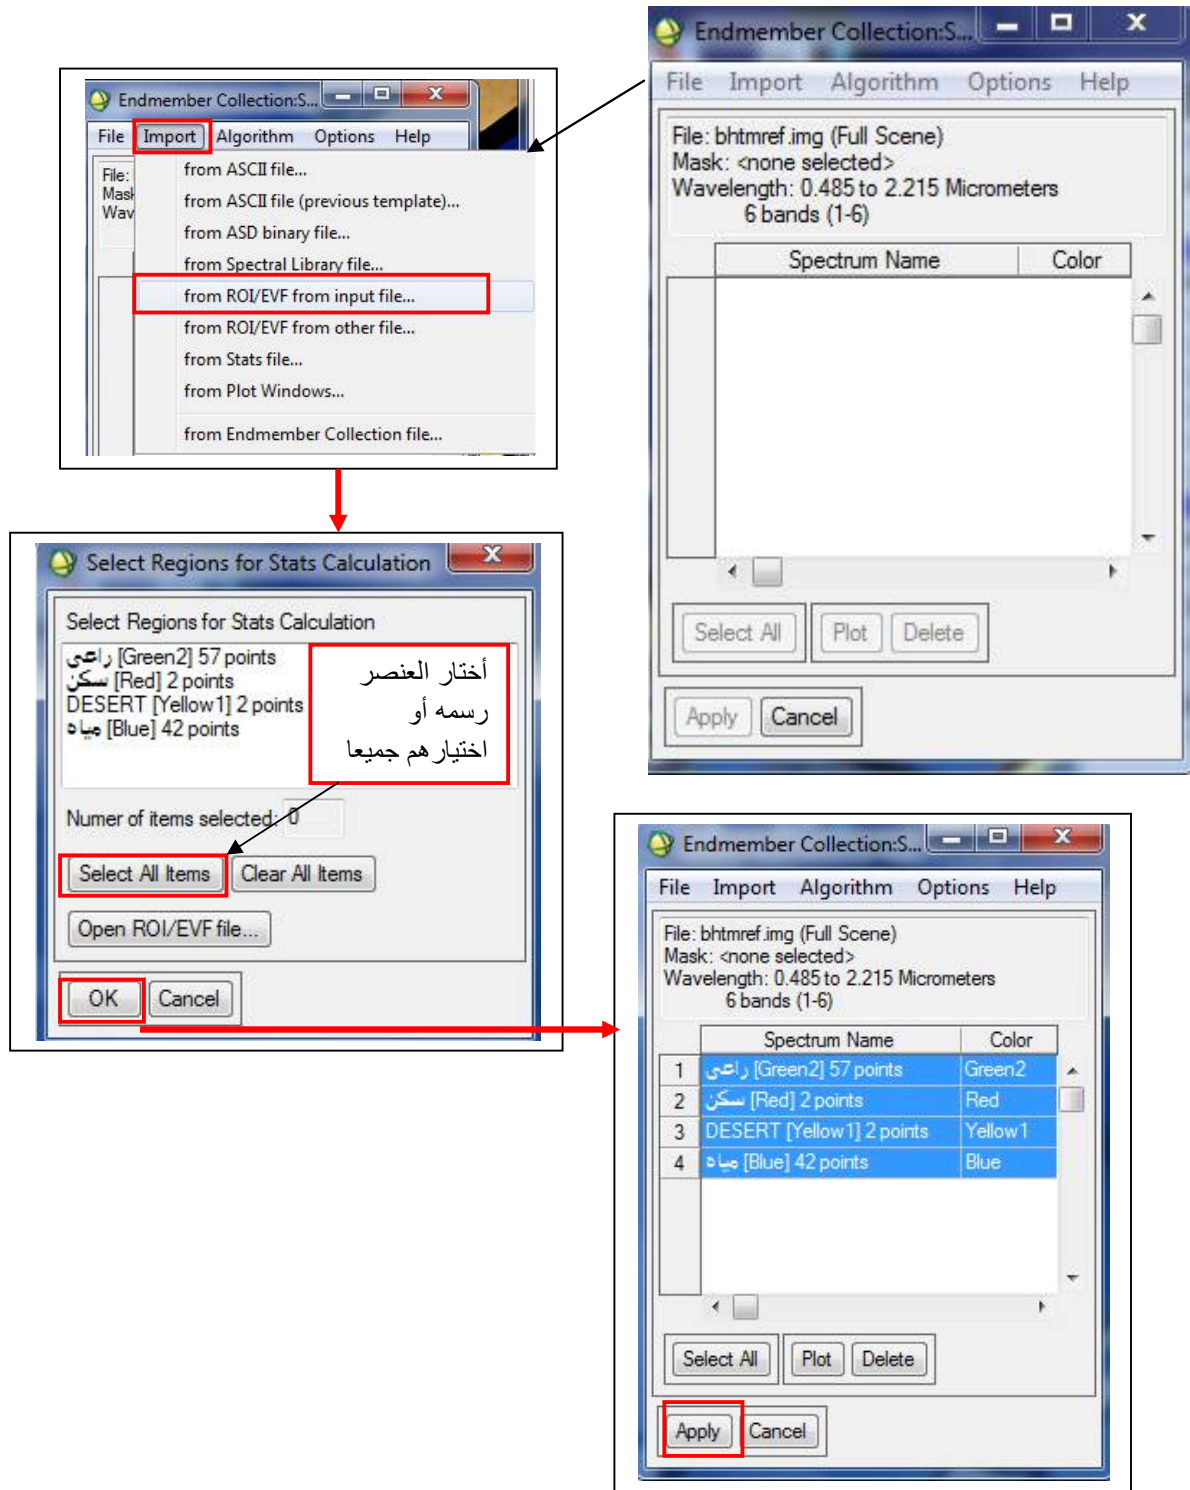 Endmember Collection:S...
File Import Algorithm Options Help
File: bhtmref.img (Full Scene)
Mask: <none selected>
Wavelength: 0.485 to 2.215 Micrometers
6 bands (1-6)
Spectrum Name Color
Select All Plot Delete
Apply Cancel
Endmember Collection:S...
File Import Algorithm Options Help
File:
Mask
Wav
from ASCII file...
from ASCII file (previous template)...
from ASD binary file...
from Spectral Library file...
from ROI/EVF from input file...
from ROI/EVF from other file...
from Stats file...
from Plot Windows...
from Endmember Collection file...
Select Regions for Stats Calculation
Select Regions for Stats Calculation
راعى [Green2] 57 points
سكن [Red] 2 points
DESERT [Yellow1] 2 points
مياه [Blue] 42 points
أختار العنصر
رسمه أو
اختيارهم جميعا
Numer of items selected: 0
Select All Items Clear All Items
Open ROI/EVF file...
OK Cancel
Endmember Collection:S...
File Import Algorithm Options Help
File: bhtmref.img (Full Scene)
Mask: <none selected>
Wavelength: 0.485 to 2.215 Micrometers
6 bands (1-6)
Spectrum Name Color
1 راعى [Green2] 57 points Green2
2 سكن [Red] 2 points Red
3 DESERT [Yellow1] 2 points Yellow1
4 مياه [Blue] 42 points Blue
Select All Plot Delete
Apply Cancel